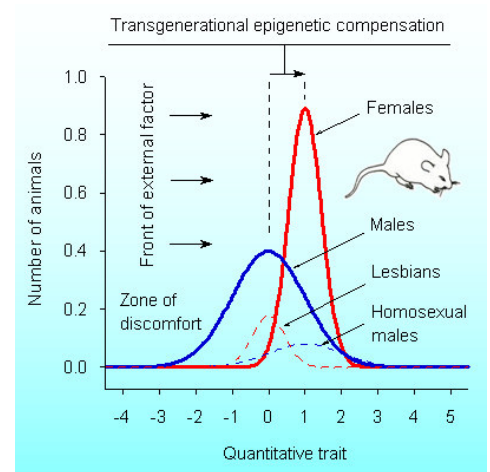 Transgenerational epigenetic compensation
Number of animals
1.0
0.8
0.6
0.4
0.2
0.0
Front of external factor
Zone of
discomfort
Females
Males
Lesbians
Homosexual
males
-4 -3 -2 -1 0 1 2 3 4 5
Quantitative trait